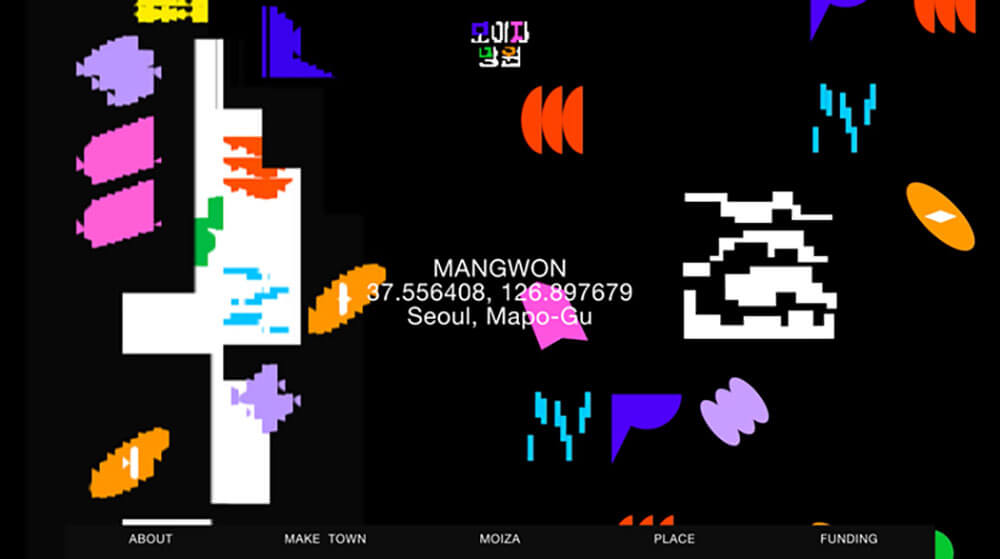 모이자
망원
MANGWON
37.556408, 126.897679
Seoul, Mapo-Gu
ABOUT
MAKE TOWN
MOIZA
PLACE
FUNDING